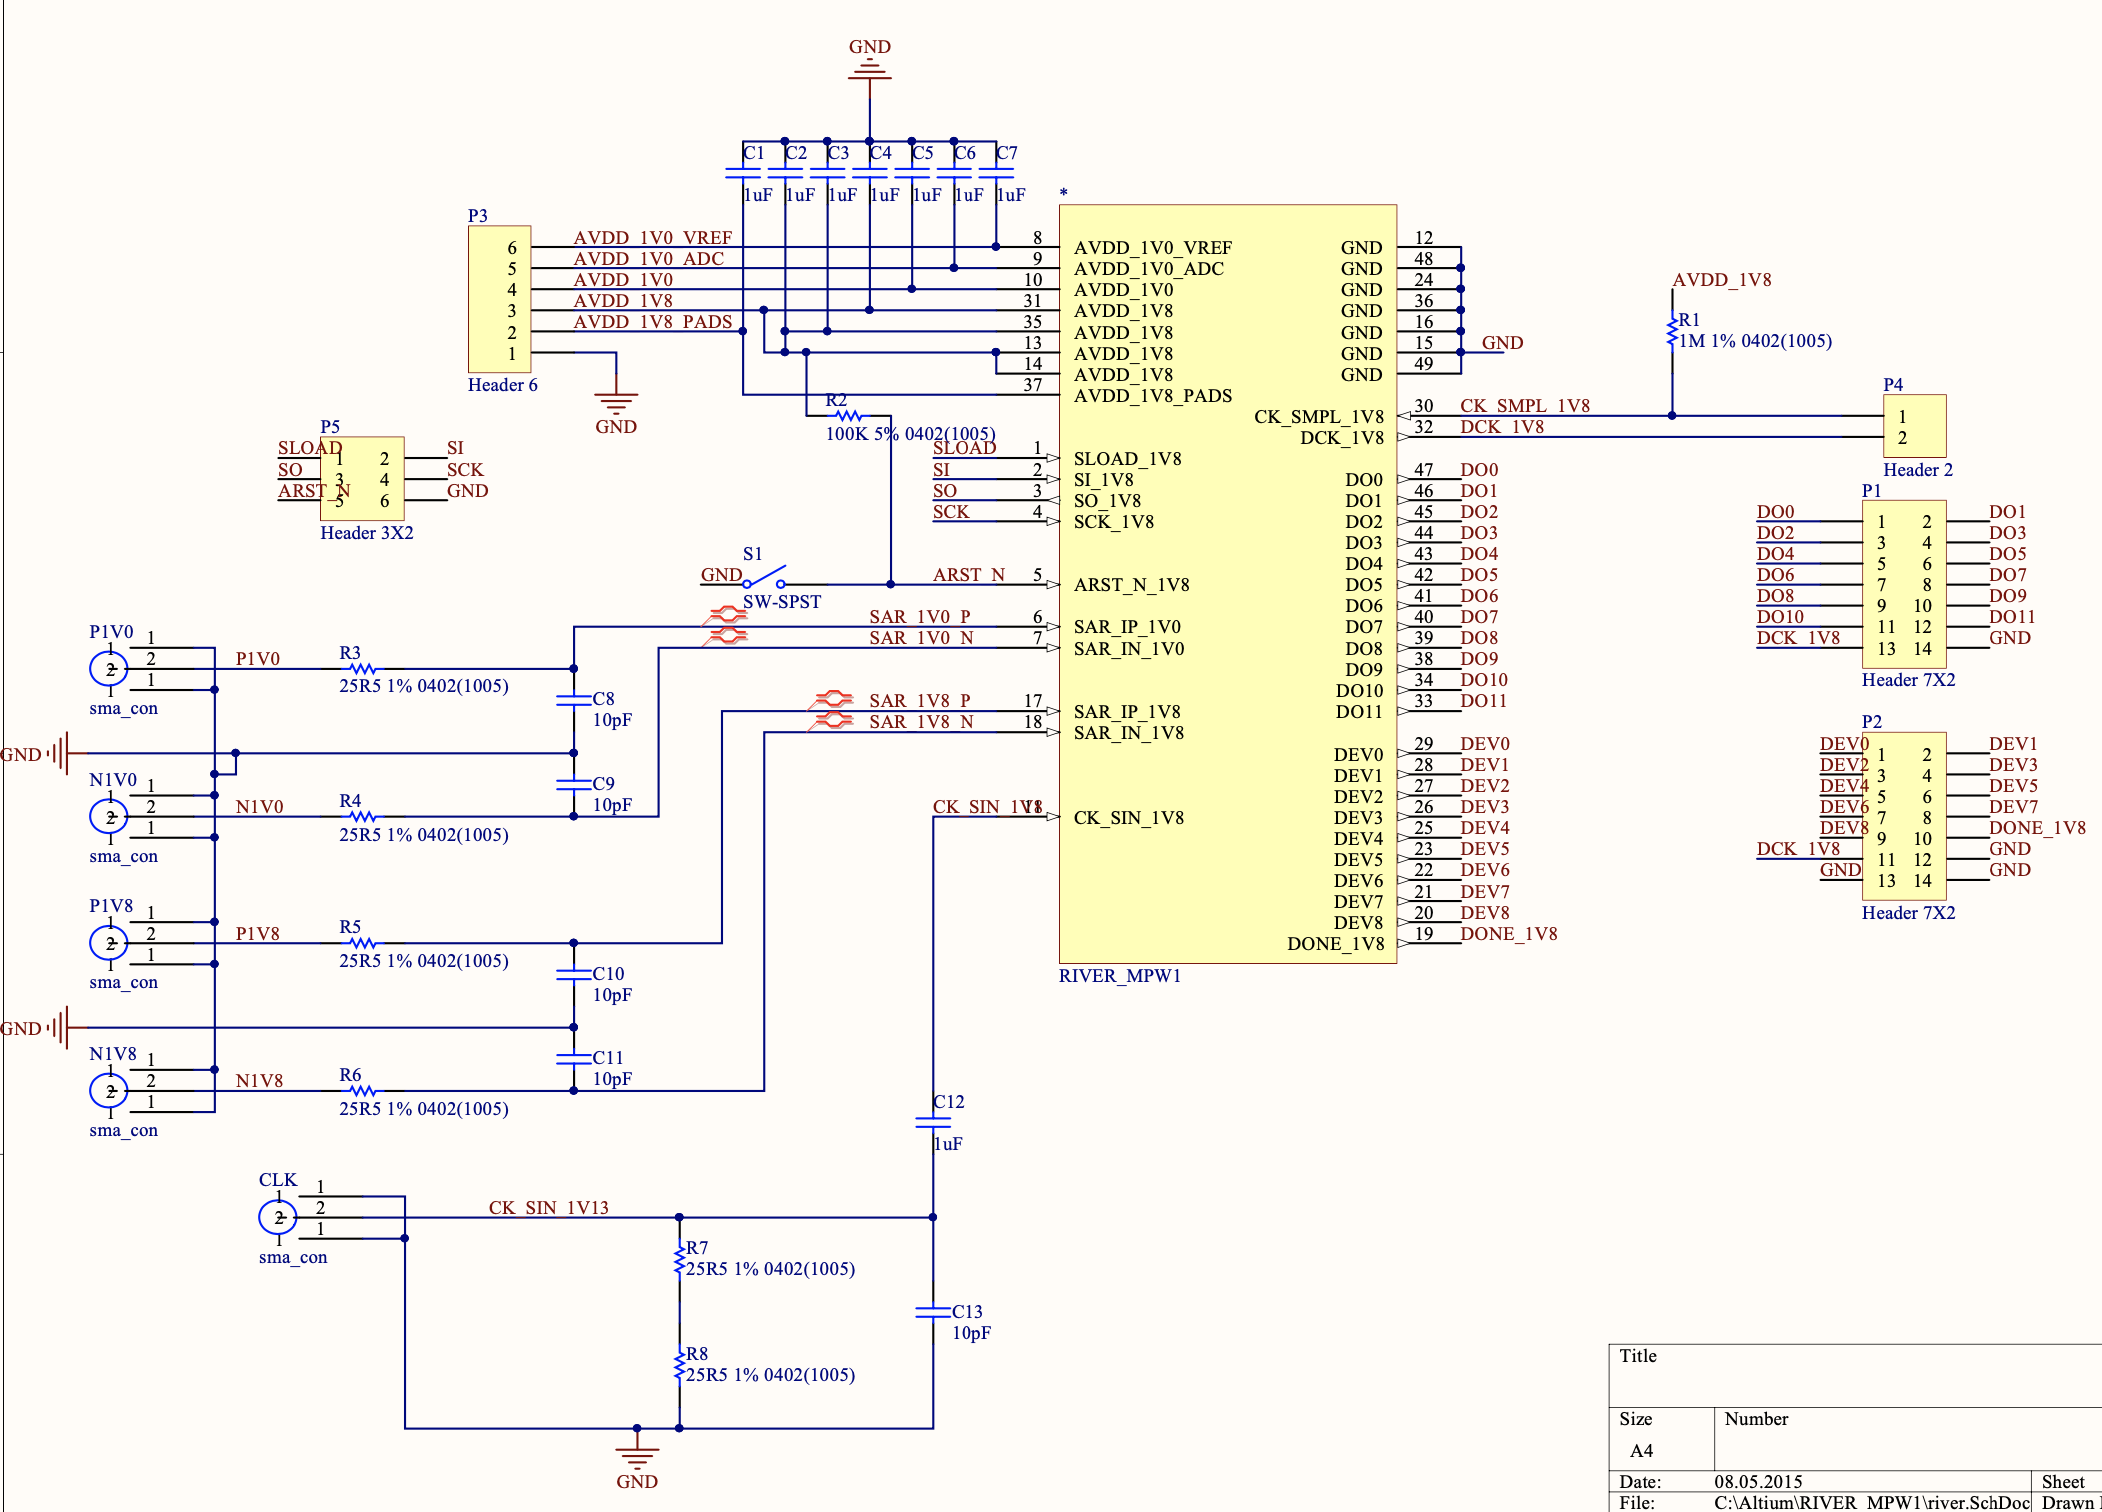 GND
C1 C2 C3 C4 C5 C6 C7
1uF 1uF 1uF 1uF 1uF 1uF 1uF
*
P3
6 AVDD_1V0_VREF
5 AVDD_1V0_ADC
4 AVDD_1V0
3 AVDD_1V8
2 AVDD_1V8_PADS
1
Header 6
GND
R2
100K 5% 0402(1005)
P5
SLOAD 1 2 SI
SO 3 4 SCK
ARST_N 5 6 GND
Header 3X2
SLOAD
SI
SO
SCK
S1
GND
SW-SPST
ARST_N
SAR_1V0_P
SAR_1V0_N
SAR_1V8_P
SAR_1V8_N
CK_SIN_1V8
8 AVDD_1V0_VREF
9 AVDD_1V0_ADC
10 AVDD_1V0
31 AVDD_1V8
35 AVDD_1V8
13 AVDD_1V8
14 AVDD_1V8
37 AVDD_1V8_PADS
1 SLOAD_1V8
2 SI_1V8
3 SO_1V8
4 SCK_1V8
5 ARST_N_1V8
6 SAR_IP_1V0
7 SAR_IN_1V0
17 SAR_IP_1V8
18 SAR_IN_1V8
11 CK_SIN_1V8
GND 12
GND 48
GND 24
GND 36
GND 16
GND 15
GND 49
GND
CK_SMPL_1V8 30 CK_SMPL_1V8
DCK_1V8 32 DCK_1V8
DO0 47 DO0
DO1 46 DO1
DO2 45 DO2
DO3 44 DO3
DO4 43 DO4
DO5 42 DO5
DO6 41 DO6
DO7 40 DO7
DO8 39 DO8
DO9 38 DO9
DO10 34 DO10
DO11 33 DO11
DEV0 29 DEV0
DEV1 28 DEV1
DEV2 27 DEV2
DEV3 26 DEV3
DEV4 25 DEV4
DEV5 23 DEV5
DEV6 22 DEV6
DEV7 21 DEV7
DEV8 20 DEV8
DONE_1V8 19 DONE_1V8
RIVER_MPW1
AVDD_1V8
R1
1M 1% 0402(1005)
P4
1
2
Header 2
P1
DO0 1 2 DO1
DO2 3 4 DO3
DO4 5 6 DO5
DO6 7 8 DO7
DO8 9 10 DO9
DO10 11 12 DO11
DCK_1V8 13 14 GND
Header 7X2
P2
DEV0 1 2 DEV1
DEV2 3 4 DEV3
DEV4 5 6 DEV5
DEV6 7 8 DEV7
DEV8 9 10 DONE_1V8
DCK_1V8 11 12 GND
GND 13 14 GND
Header 7X2
P1V0
1 1
2 2 P1V0
1 1
sma_con
R3
25R5 1% 0402(1005)
C8
10pF
GND
C9
10pF
N1V0
1 1
2 2 N1V0
1 1
sma_con
R4
25R5 1% 0402(1005)
P1V8
1 1
2 2 P1V8
1 1
sma_con
R5
25R5 1% 0402(1005)
C10
10pF
GND
C11
10pF
N1V8
1 1
2 2 N1V8
1 1
sma_con
R6
25R5 1% 0402(1005)
C12
1uF
CLK
1 1
2 2 CK_SIN_1V13
1 1
sma_con
R7
25R5 1% 0402(1005)
C13
10pF
R8
25R5 1% 0402(1005)
GND
Title
Size Number
A4
Date: 08.05.2015 Sheet
File: C:\Altium\RIVER_MPW1\river.SchDoc Drawn